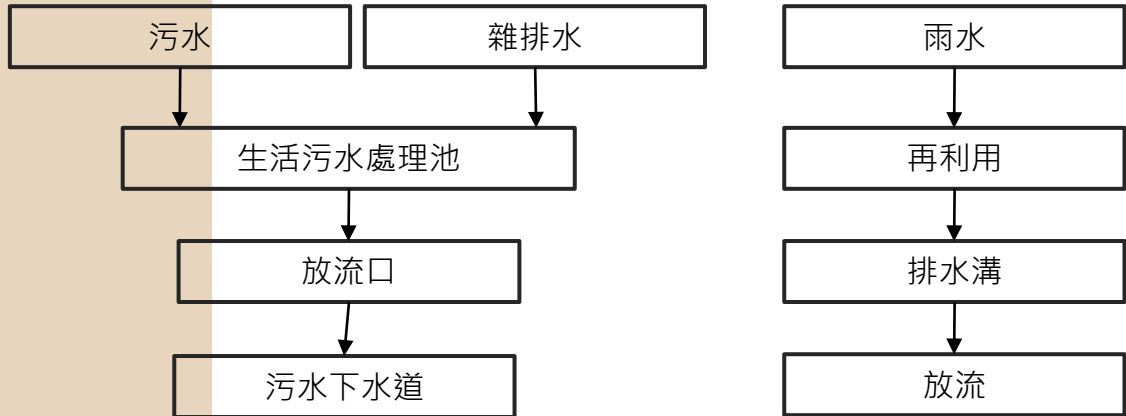 污水
雜排水
雨水
生活污水處理池
再利用
放流口
排水溝
污水下水道
放流